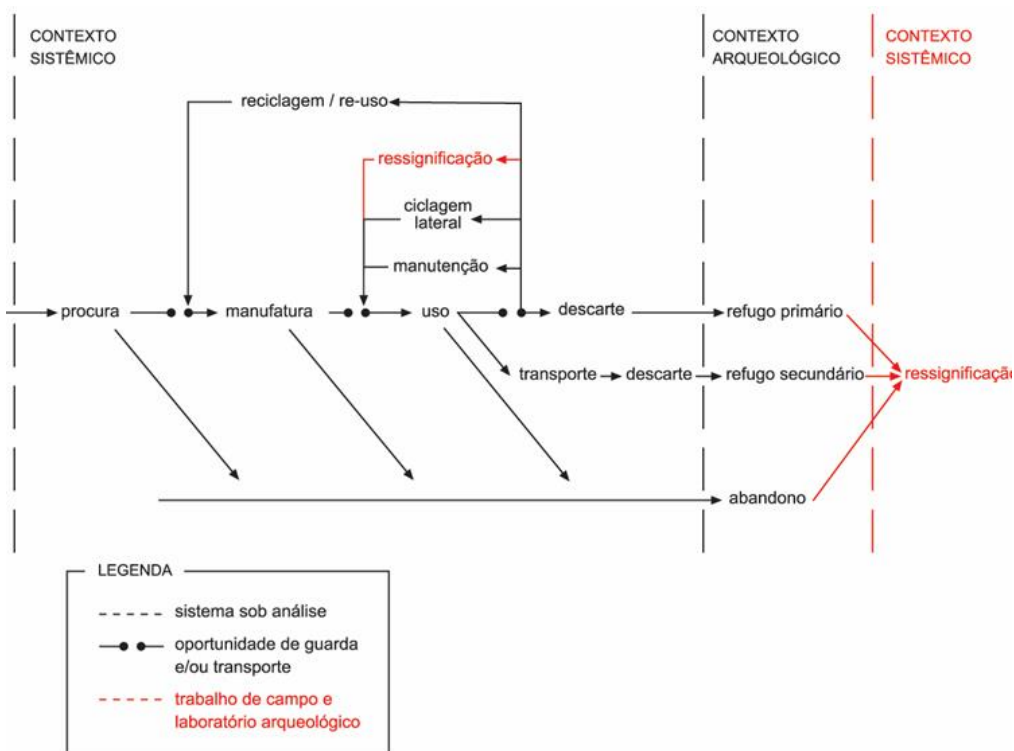 CONTEXTO
SISTÊMICO
CONTEXTO
ARQUEOLÓGICO
CONTEXTO
SISTÊMICO
reciclagem / re-uso
ressignificação
ciclagem
lateral
manutenção
procura
manufatura
uso
descarte
refugo primário
transporte
descarte
refugo secundário
ressignificação
abandono
LEGENDA
sistema sob análise
oportunidade de guarda
e/ou transporte
trabalho de campo e
laboratório arqueológico